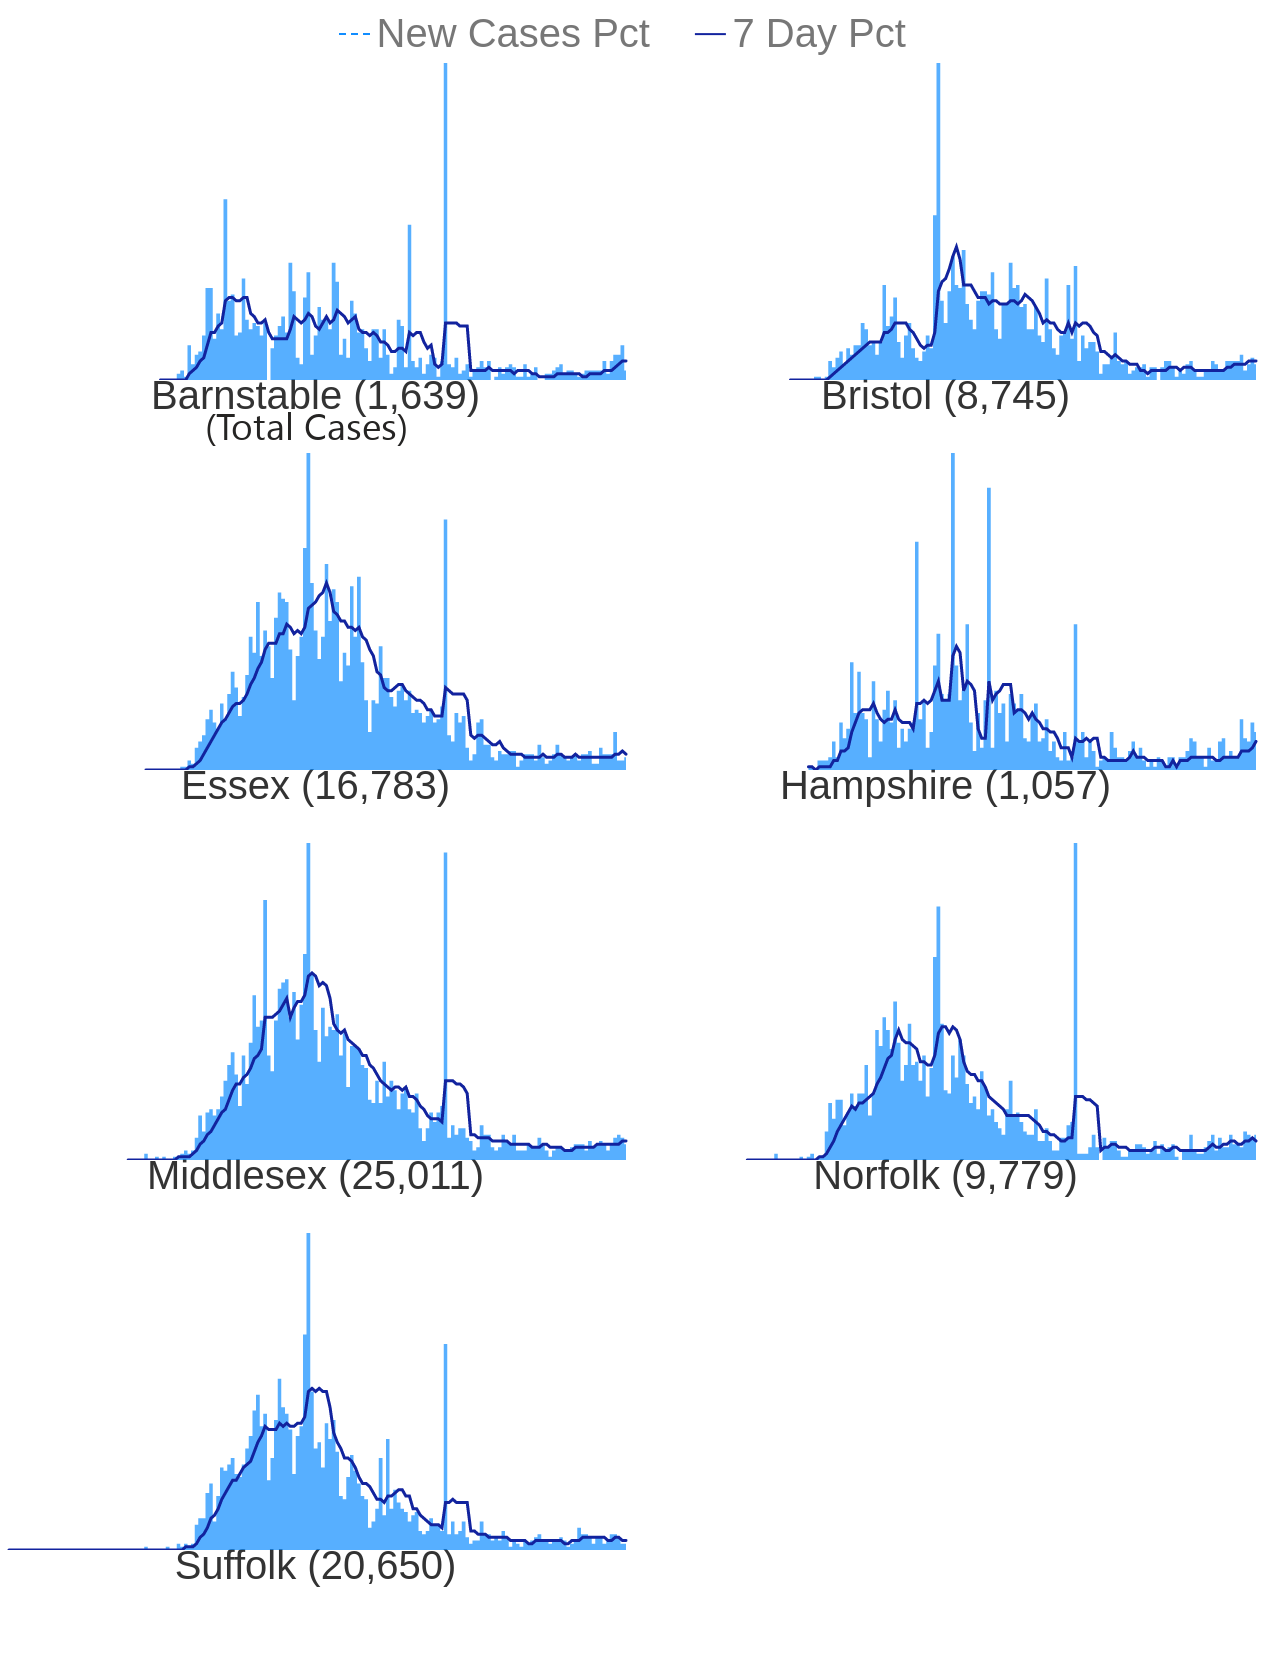 New Cases Pct 7 Day Pct
Barnstable (1,639) Bristol (8,745)
(Total Cases)
Essex (16,783) Hampshire (1,057)
Middlesex (25,011) Norfolk (9,779)
Suffolk (20,650)